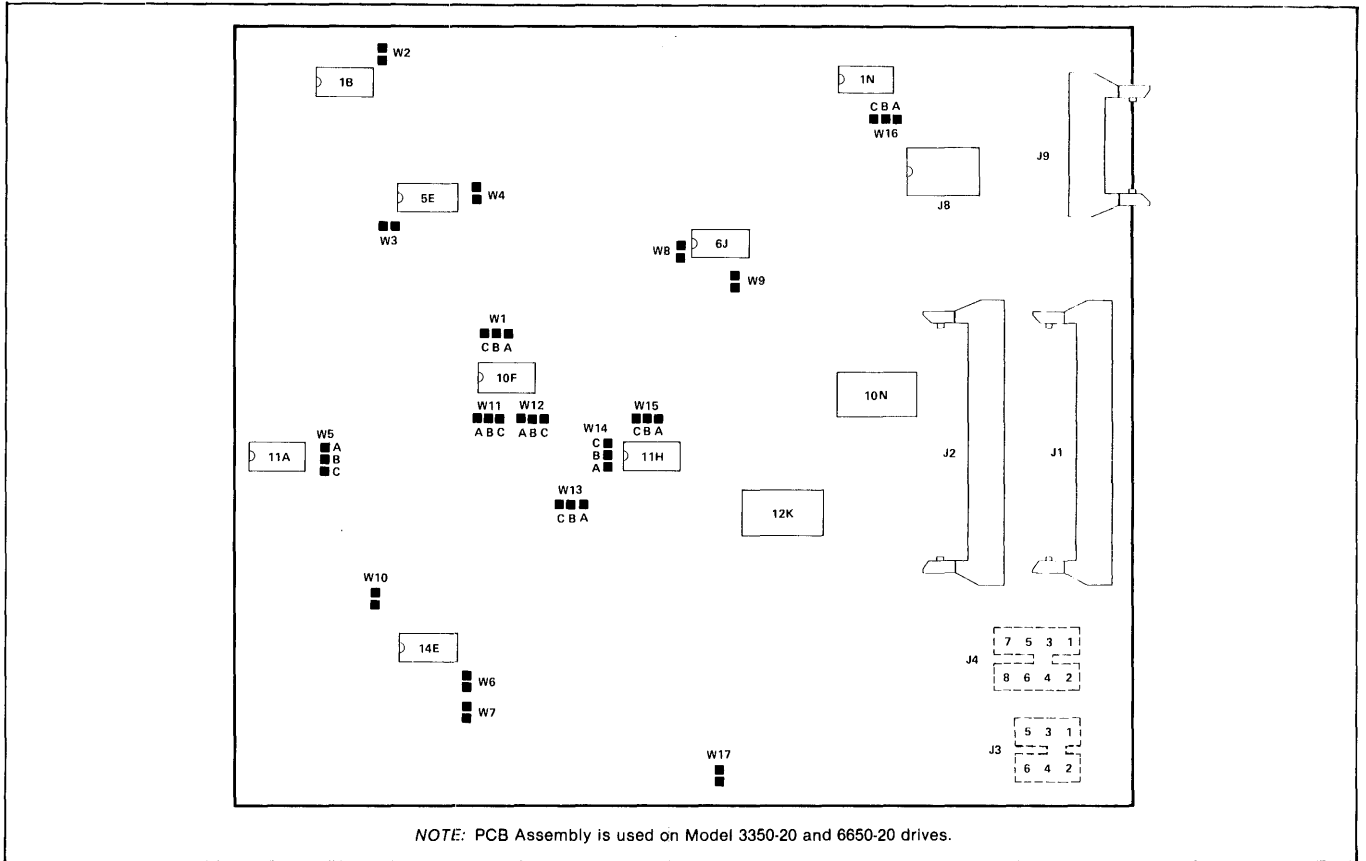 W2
1B
1N
C B A
W16
J9
5E
W4
J8
W3
W8
6J
W9
W1
C B A
10F
10N
W11
W12
W15
A B C
A B C
C B A
W14
C
B
A
11H
W5
A
B
C
11A
J2
J1
W13
C B A
12K
W10
14E
J4
7 5 3 1
8 6 4 2
W6
W7
J3
5 3 1
6 4 2
W17
NOTE: PCB Assembly is used on Model 3350-20 and 6650-20 drives.